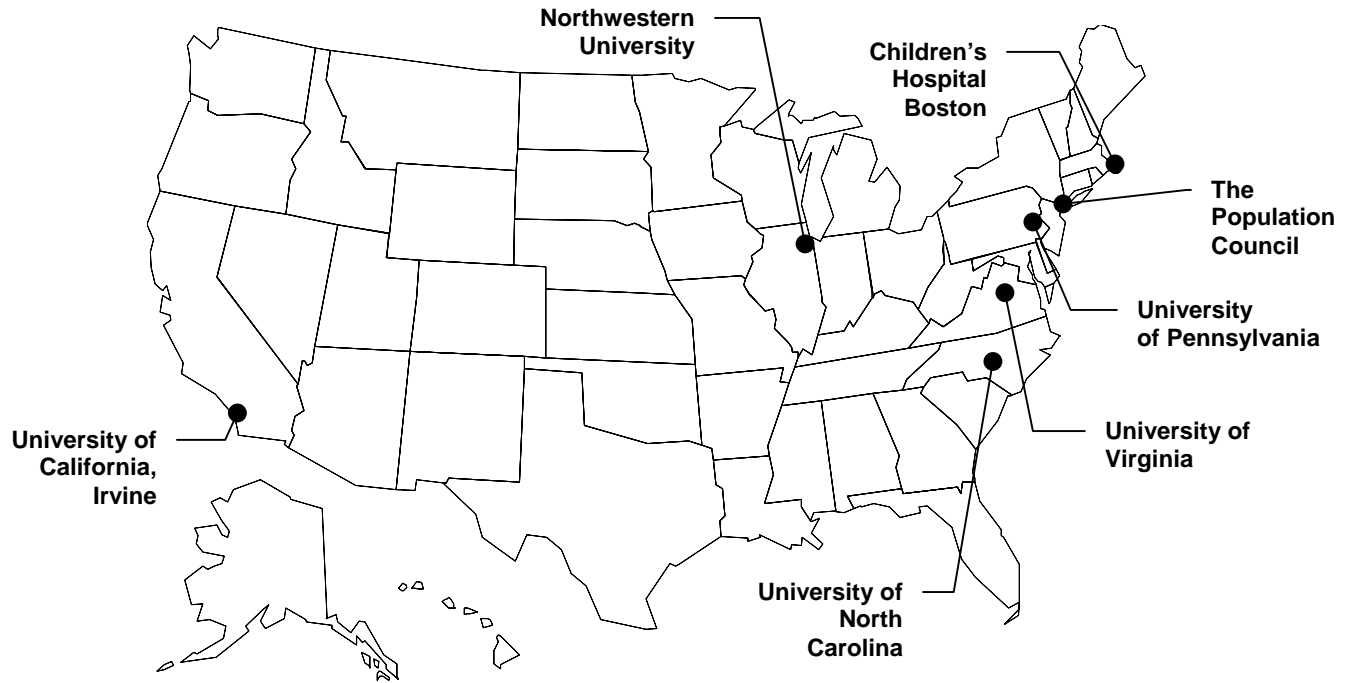 Northwestern
University
Children’s
Hospital
Boston
The
Population
Council
University
of Pennsylvania
University of
Virginia
University of
California,
Irvine
University of
North
Carolina